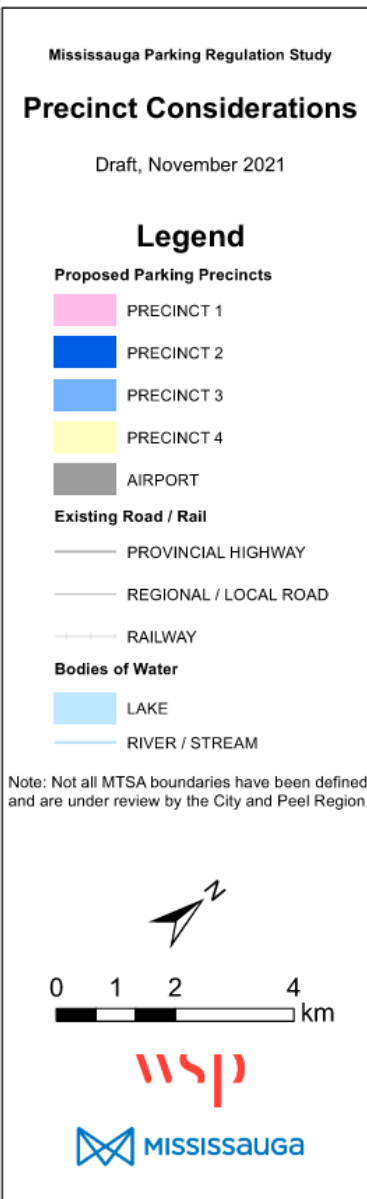 Mississauga Parking Regulation Study
Precinct Considerations
Draft, November 2021
Legend
Proposed Parking Precincts
PRECINCT 1
PRECINCT 2
PRECINCT 3
PRECINCT 4
AIRPORT
Existing Road / Rail
PROVINCIAL HIGHWAY
REGIONAL / LOCAL ROAD
RAILWAY
Bodies of Water
LAKE
RIVER / STREAM
Note: Not all MTSA boundaries have been defined
and are under review by the City and Peel Region.
N
0 1 2 4
km
wsp
MISSISSAUGA